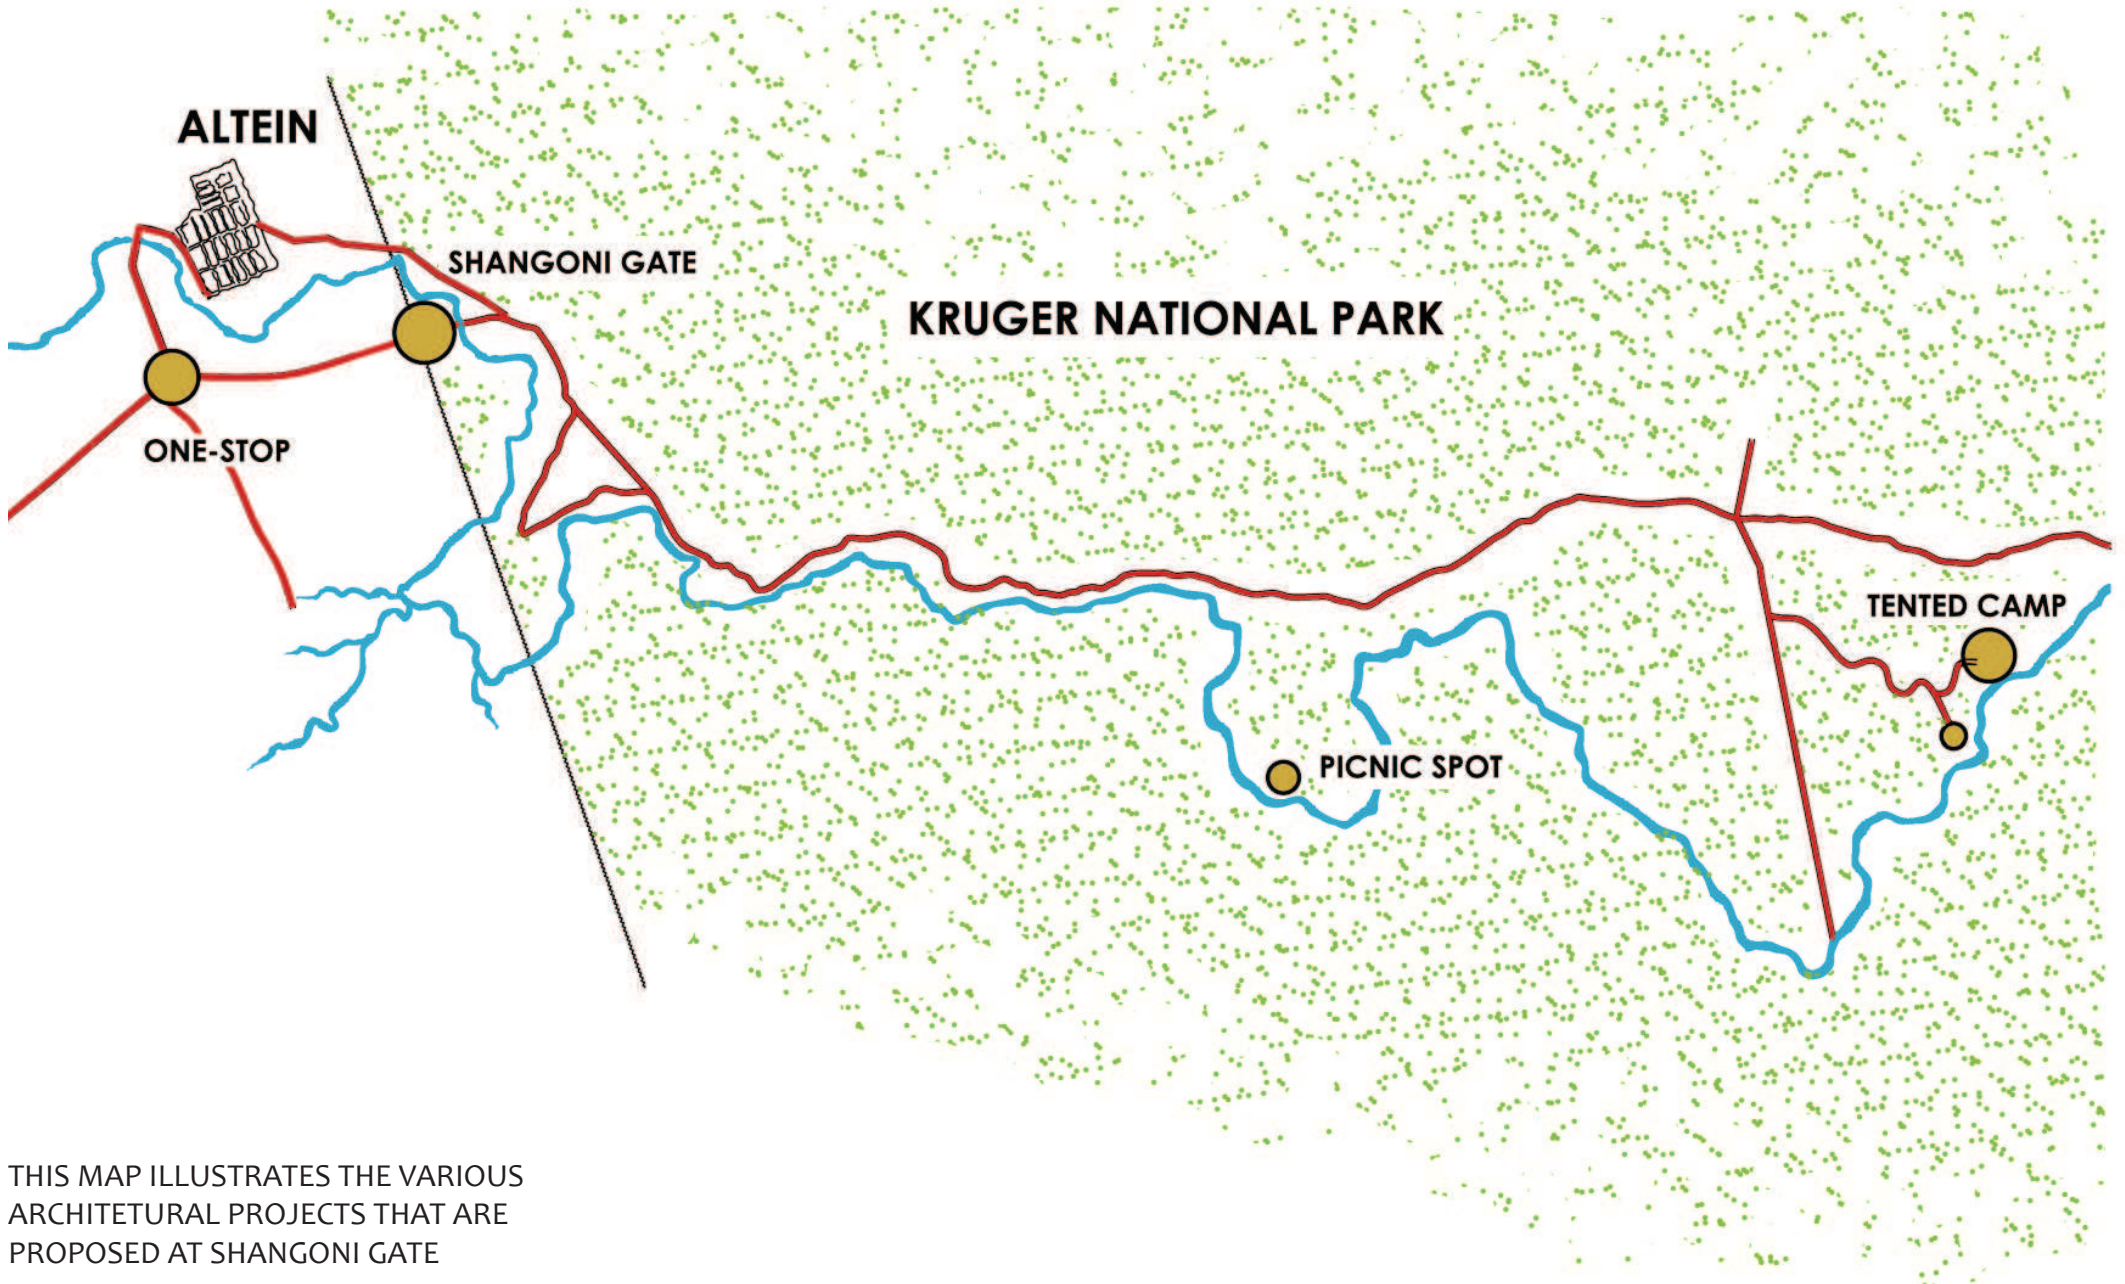 ALTEIN
SHANGONI GATE
KRUGER NATIONAL PARK
ONE-STOP
TENTED CAMP
PICNIC SPOT
THIS MAP ILLUSTRATES THE VARIOUS
ARCHITETURAL PROJECTS THAT ARE
PROPOSED AT SHANGONI GATE